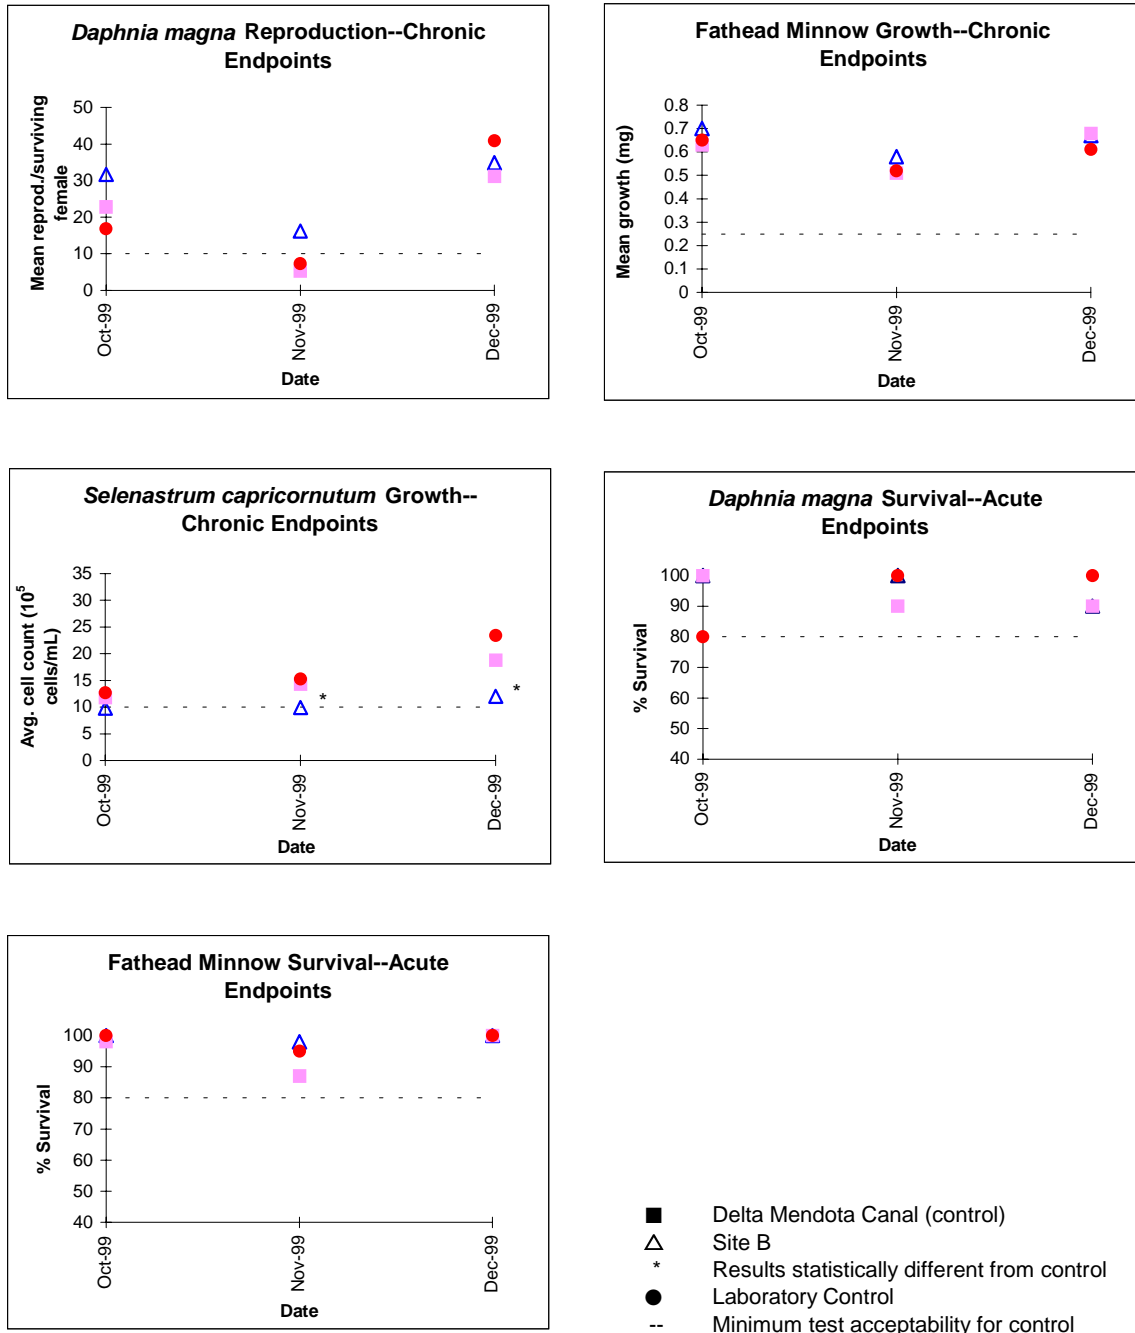 Daphnia magna Reproduction--Chronic
Endpoints
Mean reprod./surviving
female
50
40
30
20
10
0
Oct-99
Nov-99
Dec-99
Date
Fathead Minnow Growth--Chronic
Endpoints
Mean growth (mg)
0.8
0.7
0.6
0.5
0.4
0.3
0.2
0.1
0
Oct-99
Nov-99
Dec-99
Date
Selenastrum capricornutum Growth--
Chronic Endpoints
Avg. cell count (10^5
cells/mL)
35
30
25
20
15
10
5
0
*
*
Oct-99
Nov-99
Dec-99
Date
Daphnia magna Survival--Acute
Endpoints
% Survival
100
90
80
70
60
50
40
Oct-99
Nov-99
Dec-99
Date
Fathead Minnow Survival--Acute
Endpoints
% Survival
100
90
80
70
60
50
40
Oct-99
Nov-99
Dec-99
Date
Delta Mendota Canal (control)
Site B
* Results statistically different from control
Laboratory Control
-- Minimum test acceptability for control